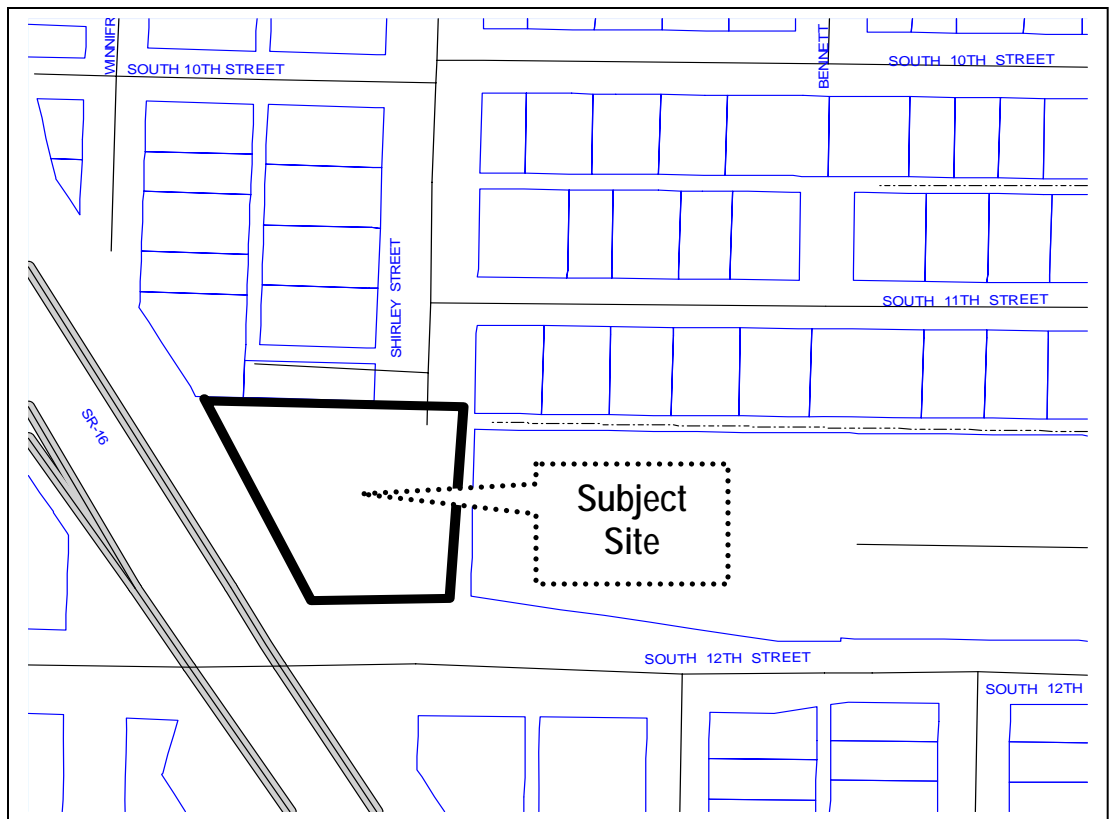 WINNIFR
SOUTH 10TH STREET
BENNETT
SOUTH 10TH STREET
SHIRLEY STREET
SOUTH 11TH STREET
SR-16
Subject
Site
SOUTH 12TH STREET
SOUTH 12TH